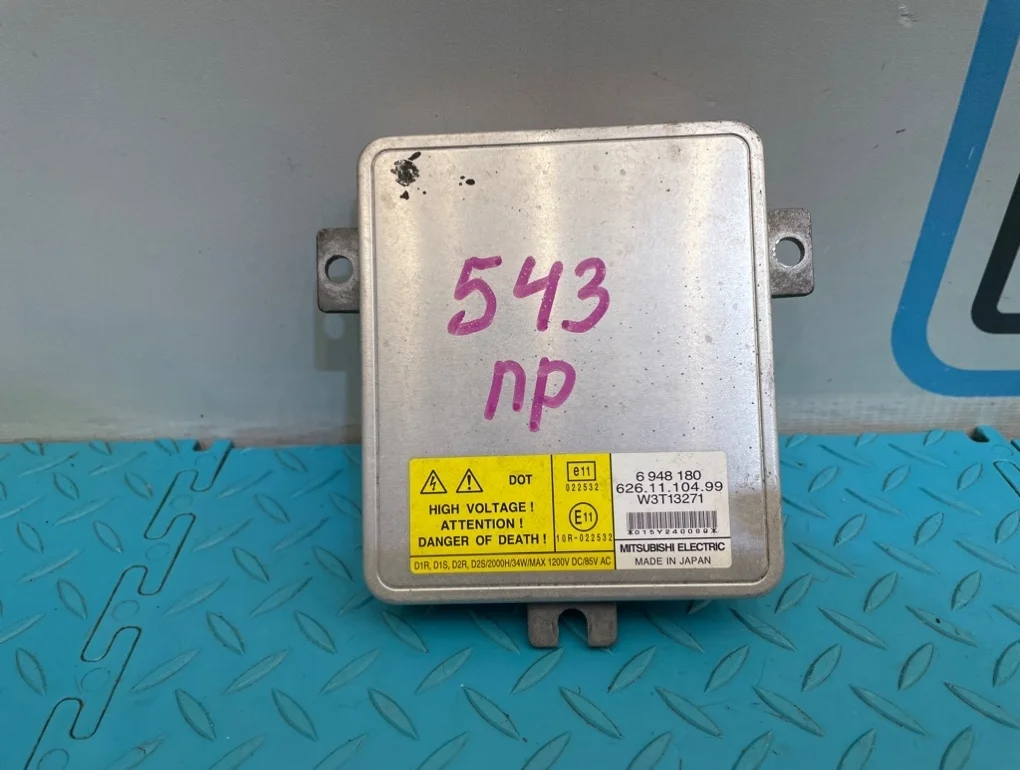 543
пр
DOT
HIGH VOLTAGE !
ATTENTION !
DANGER OF DEATH !
e11
022532
E11
10R-022532
6 948 180
626.11.104.99
W3T13271
MITSUBISHI ELECTRIC
MADE IN JAPAN
D1R, D1S, D2R, D2S/2000H/34W/MAX 1200V DC/85V AC